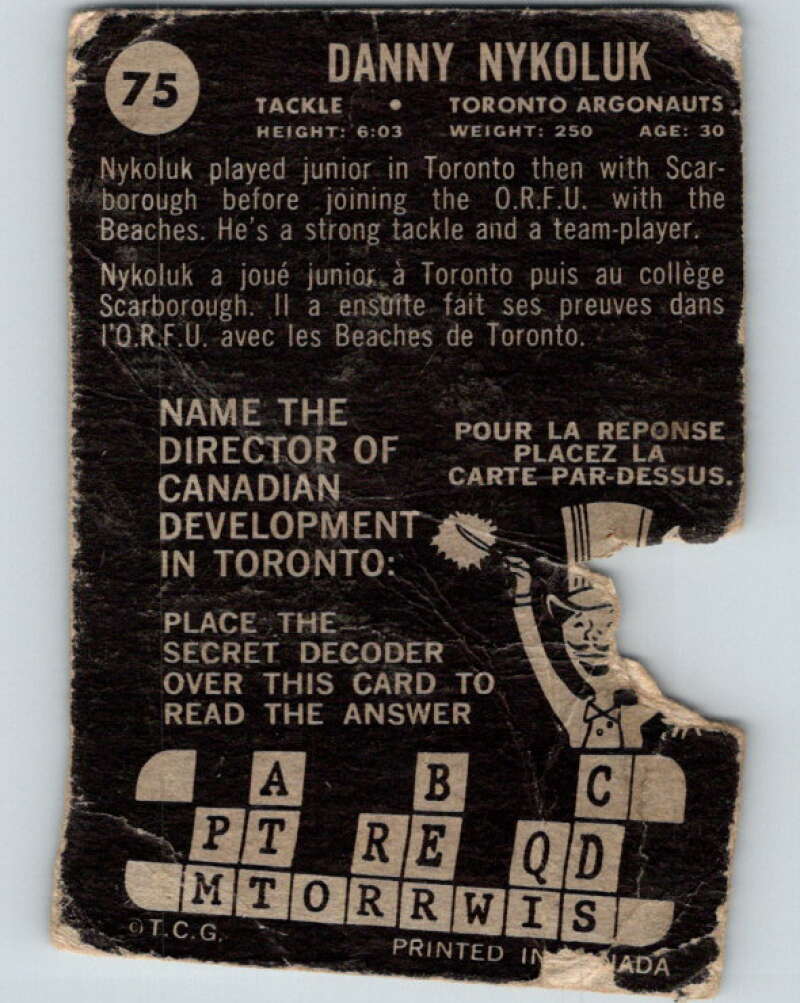 75
DANNY NYKOLUK
TACKLE • TORONTO ARGONAUTS
HEIGHT: 6:03 WEIGHT: 250 AGE: 30
Nykoluk played junior in Toronto then with Scar-
borough before joining the O.R.F.U. with the
Beaches. He's a strong tackle and a team-player.
Nykoluk a joué junior à Toronto puis au collège
Scarborough. Il a ensuite fait ses preuves dans
l'O.R.F.U. avec les Beaches de Toronto.
NAME THE
DIRECTOR OF
CANADIAN
DEVELOPMENT
IN TORONTO:
POUR LA REPONSE
PLACEZ LA
CARTE PAR-DESSUS.
PLACE THE
SECRET DECODER
OVER THIS CARD TO
READ THE ANSWER
A B C
PT RE QD
MTORRWIS
©T.C.G.
PRINTED IN